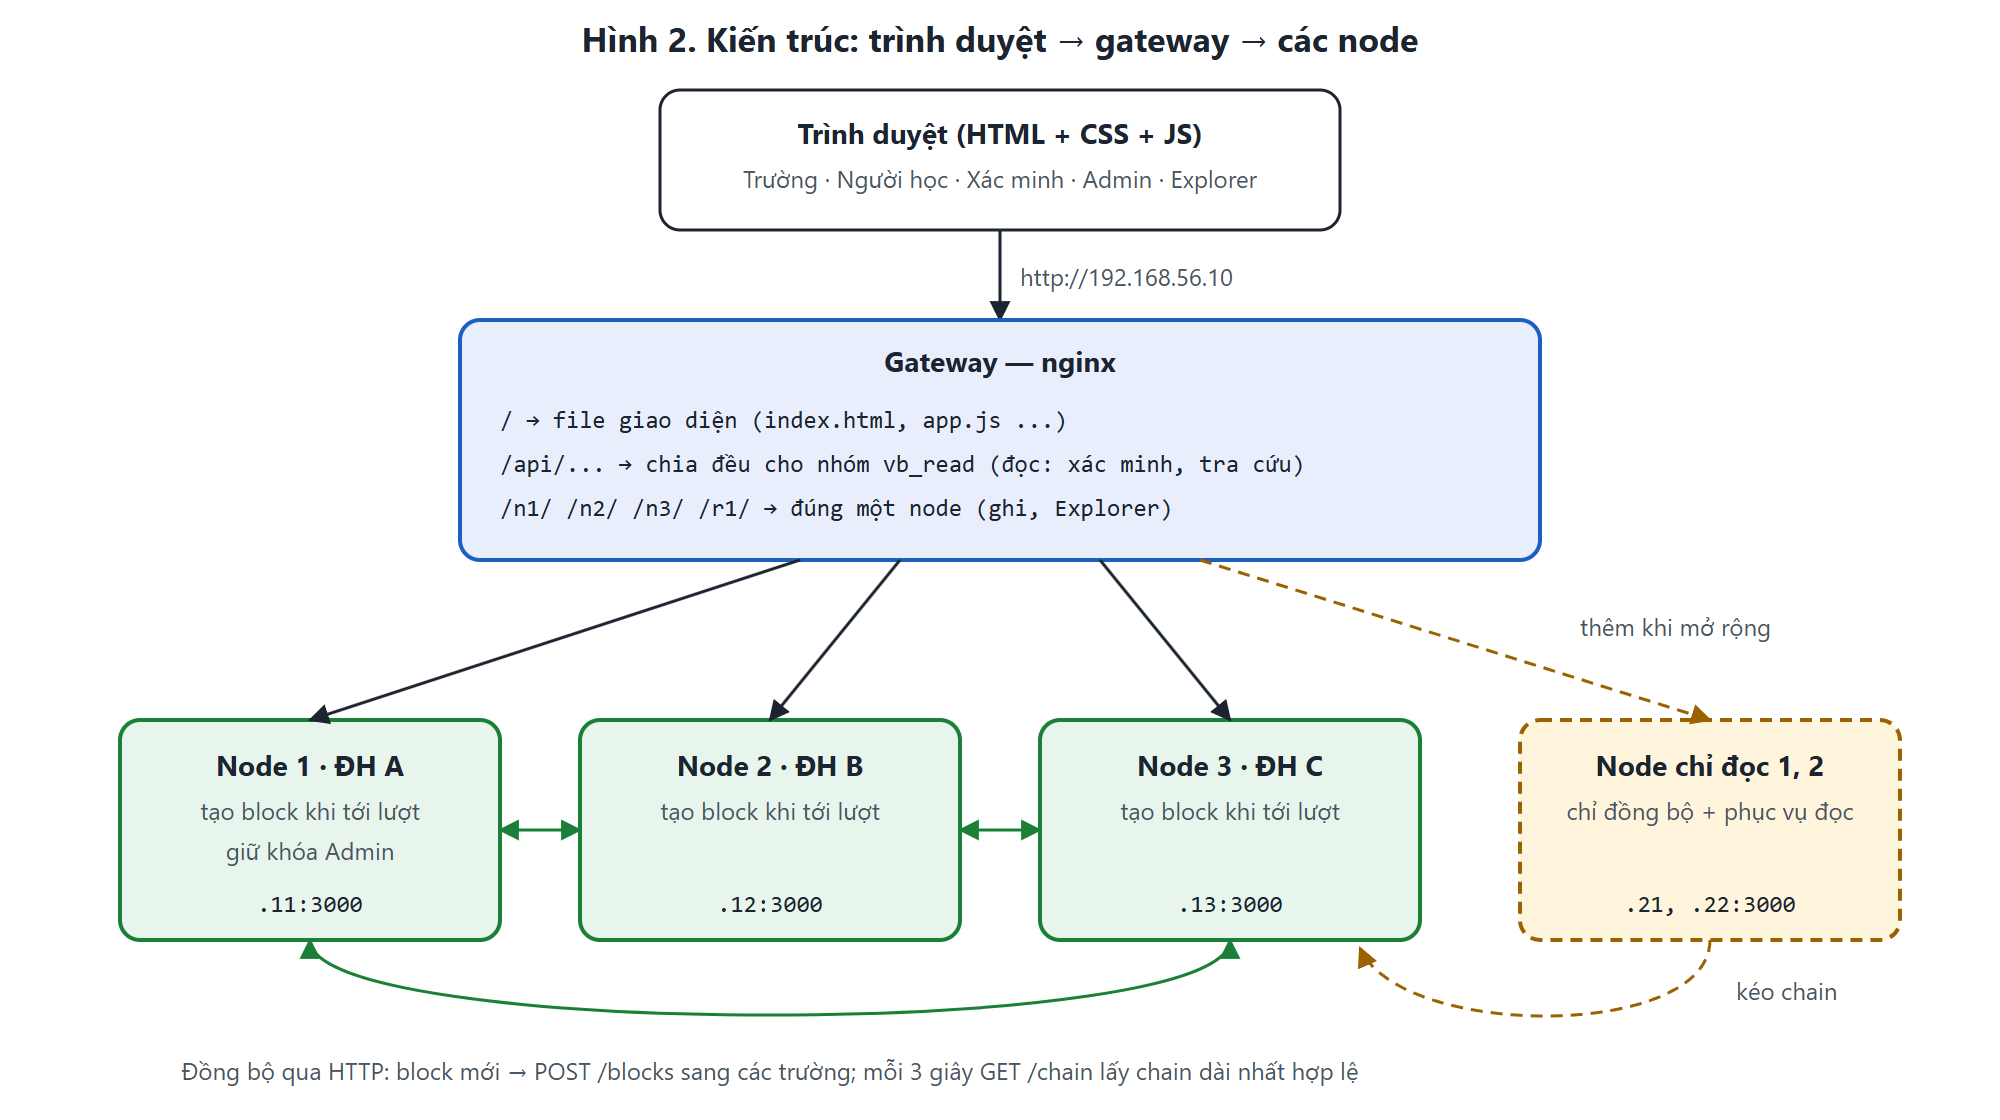 Hình 2. Kiến trúc: trình duyệt → gateway → các node
Trình duyệt (HTML + CSS + JS)
Trường · Người học · Xác minh · Admin · Explorer
http://192.168.56.10
Gateway — nginx
/ → file giao diện (index.html, app.js ...)
/api/... → chia đều cho nhóm vb_read (đọc: xác minh, tra cứu)
/n1/ /n2/ /n3/ /r1/ → đúng một node (ghi, Explorer)
thêm khi mở rộng
Node 1 · ĐH A
tạo block khi tới lượt
giữ khóa Admin
.11:3000
Node 2 · ĐH B
tạo block khi tới lượt
.12:3000
Node 3 · ĐH C
tạo block khi tới lượt
.13:3000
Node chỉ đọc 1, 2
chỉ đồng bộ + phục vụ đọc
.21, .22:3000
kéo chain
Đồng bộ qua HTTP: block mới → POST /blocks sang các trường; mỗi 3 giây GET /chain lấy chain dài nhất hợp lệ